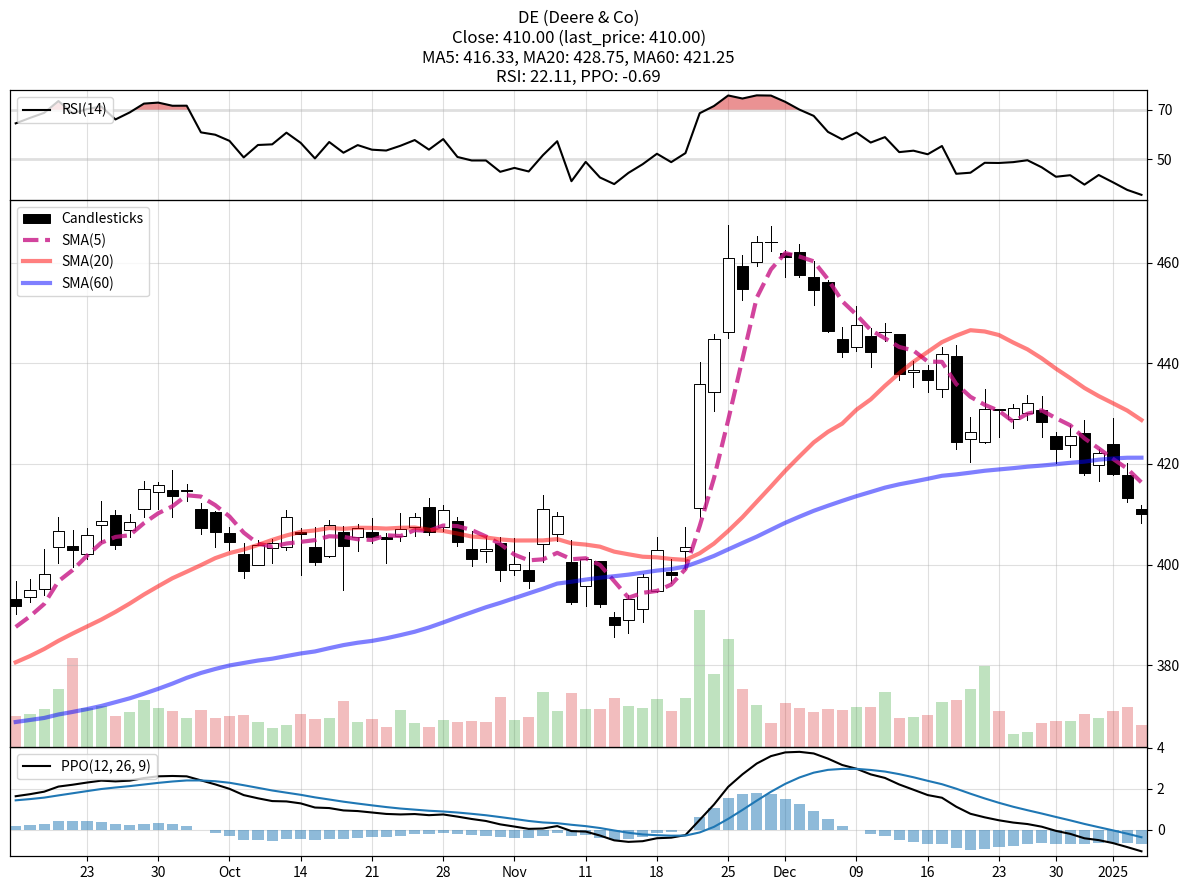 DE (Deere & Co)
Close: 410.00 (last_price: 410.00)
MA5: 416.33, MA20: 428.75, MA60: 421.25
RSI: 22.11, PPO: -0.69
RSI(14)
70
50
Candlesticks
SMA(5)
SMA(20)
SMA(60)
460
440
420
400
380
PPO(12, 26, 9)
4
2
0
23 30 Oct 14 21 28 Nov 11 18 25 Dec 09 16 23 30 2025